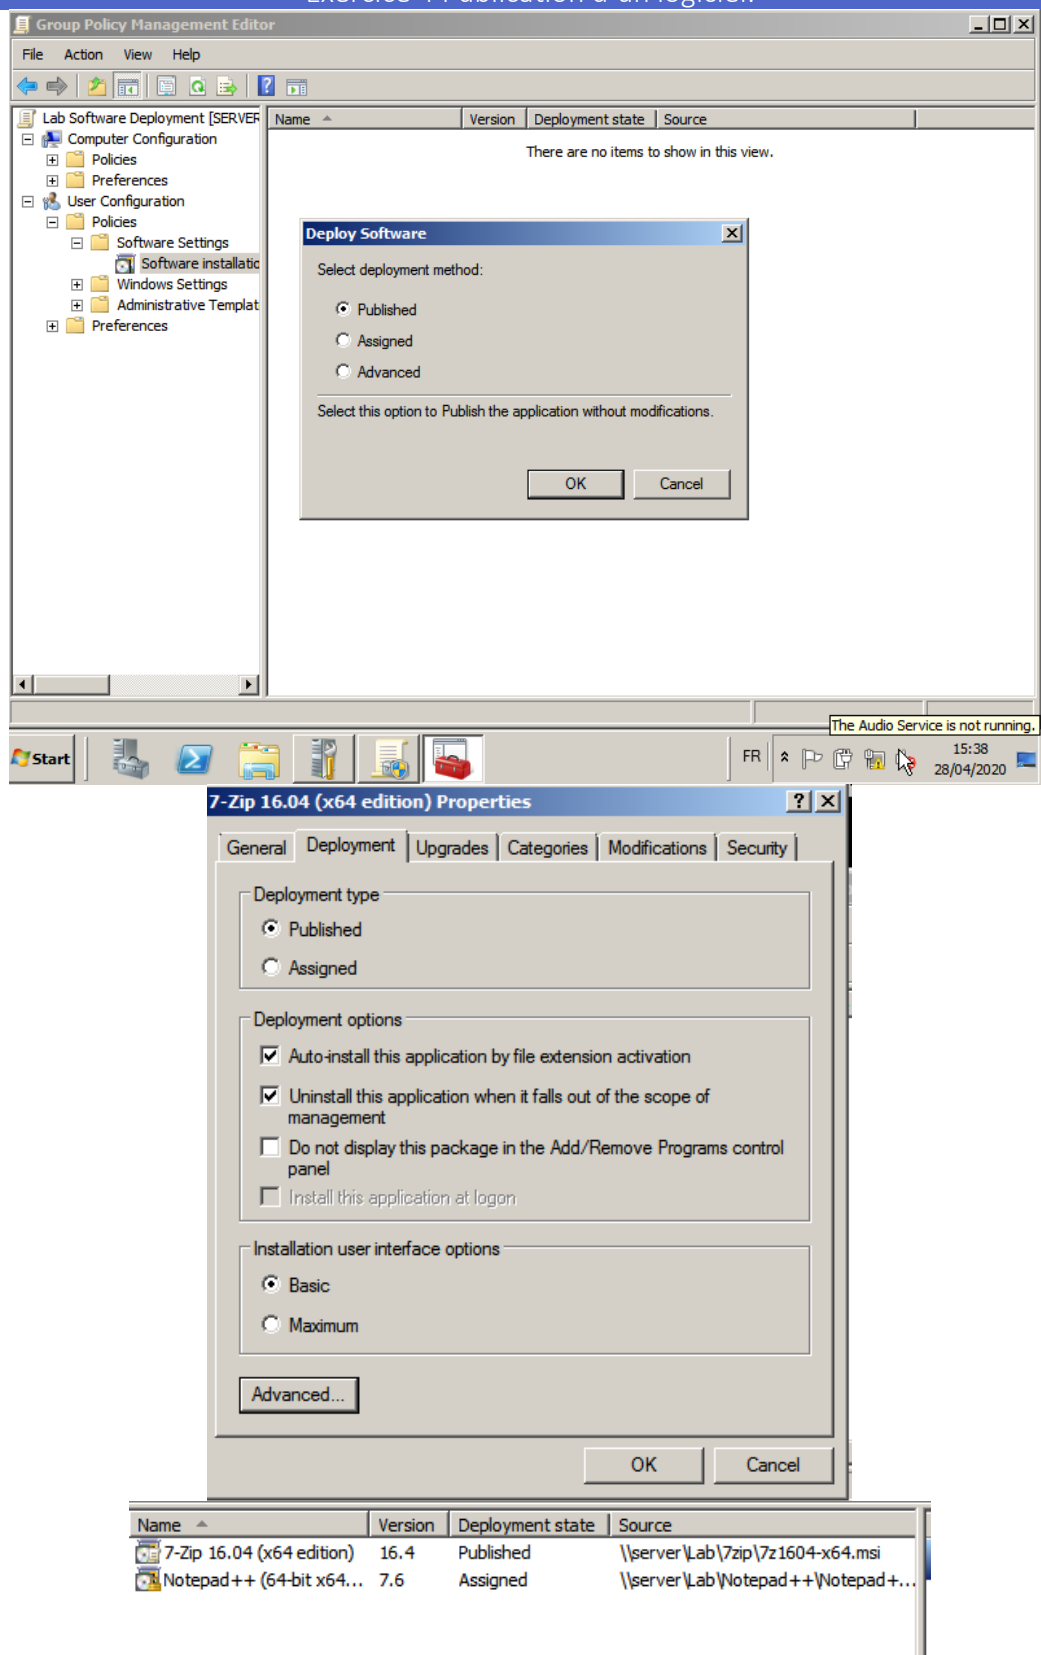 Exercice 4 Publication d'un logiciel.
Group Policy Management Editor
File Action View Help
Lab Software Deployment [SERVER
Computer Configuration
Policies
Preferences
User Configuration
Policies
Software Settings
Software installatio
Windows Settings
Administrative Templat
Preferences
Name Version Deployment state Source
There are no items to show in this view.
Deploy Software
Select deployment method:
Published
Assigned
Advanced
Select this option to Publish the application without modifications.
OK Cancel
The Audio Service is not running.
Start
FR
15:38
28/04/2020
7-Zip 16.04 (x64 edition) Properties
General Deployment Upgrades Categories Modifications Security
Deployment type
Published
Assigned
Deployment options
Auto-install this application by file extension activation
Uninstall this application when it falls out of the scope of
management
Do not display this package in the Add/Remove Programs control
panel
Install this application at logon
Installation user interface options
Basic
Maximum
Advanced...
OK Cancel
Name Version Deployment state Source
7-Zip 16.04 (x64 edition) 16.4 Published \\server\Lab\7zip\7z1604-x64.msi
Notepad++ (64-bit x64... 7.6 Assigned \\server\Lab\Notepad++\Notepad+...